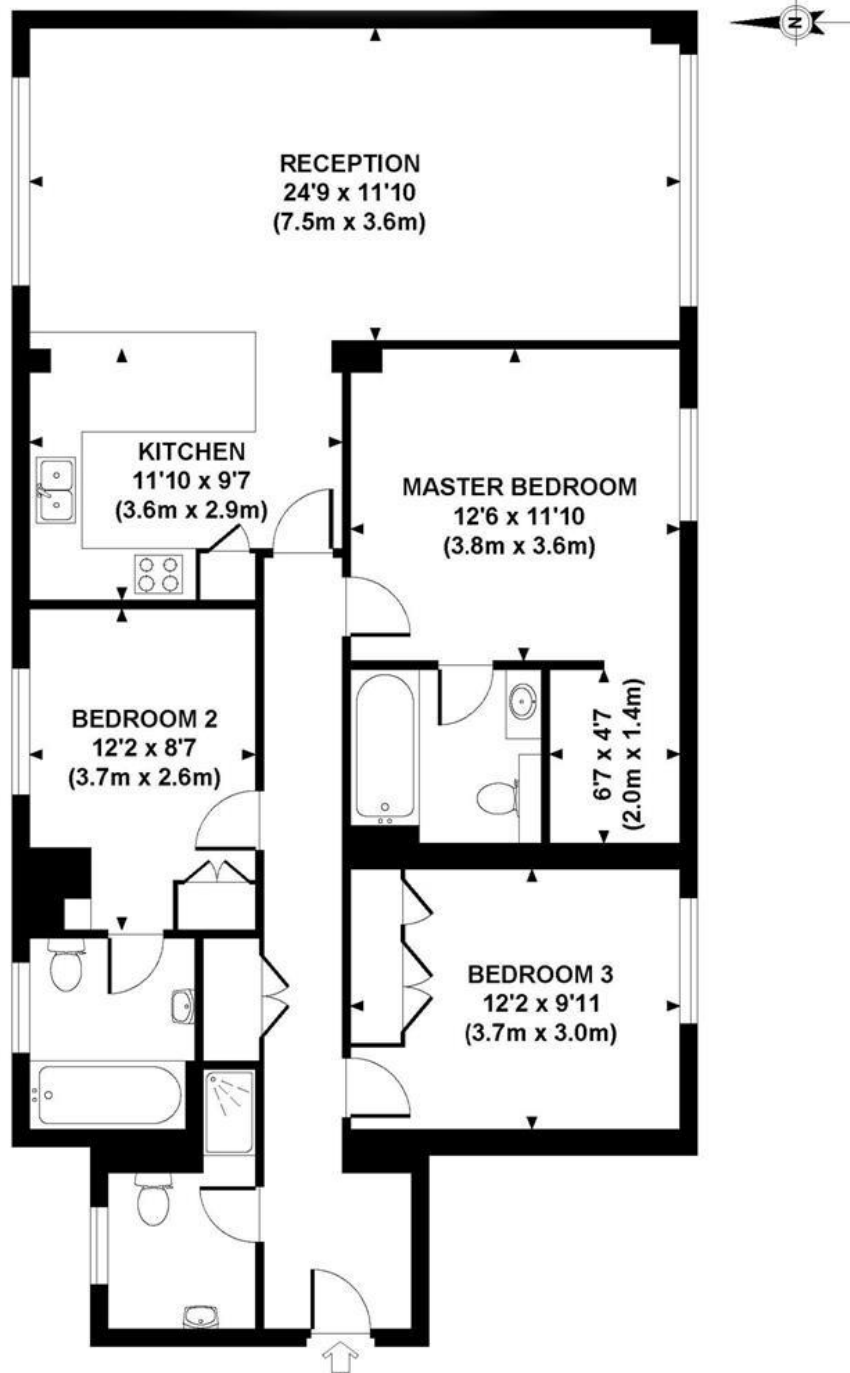 N
RECEPTION
24'9 x 11'10
(7.5m x 3.6m)
KITCHEN
11'10 x 9'7
(3.6m x 2.9m)
MASTER BEDROOM
12'6 x 11'10
(3.8m x 3.6m)
BEDROOM 2
12'2 x 8'7
(3.7m x 2.6m)
6'7 x 4'7
(2.0m x 1.4m)
BEDROOM 3
12'2 x 9'11
(3.7m x 3.0m)